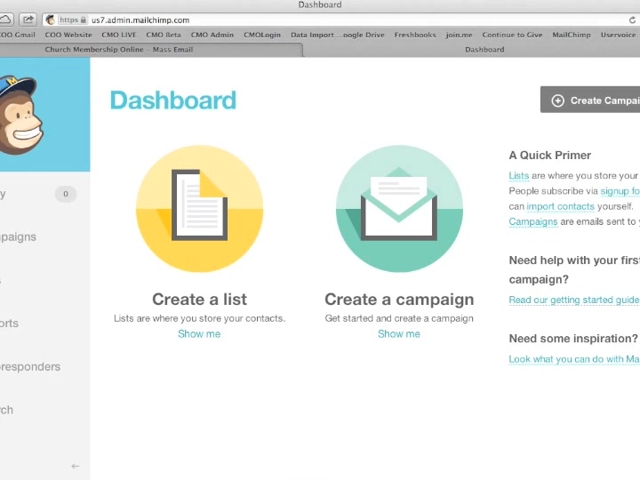 Dashboard
https us7.admin.mailchimp.com
COO Gmail COO Website CMO LIVE CMO Beta CMO Admin CMOLogin Data Import ...oogle Drive Freshbooks join.me Continue to Give MailChimp Uservoice
Church Membership Online – Mass Email Dashboard
Dashboard
Create Campai
y 0
paigns
s
orts
responders
rch
←
Create a list
Lists are where you store your contacts.
Show me
Create a campaign
Get started and create a campaign
Show me
A Quick Primer
Lists are where you store your
People subscribe via signup fo
can import contacts yourself.
Campaigns are emails sent to y
Need help with your first
campaign?
Read our getting started guide
Need some inspiration?
Look what you can do with Ma